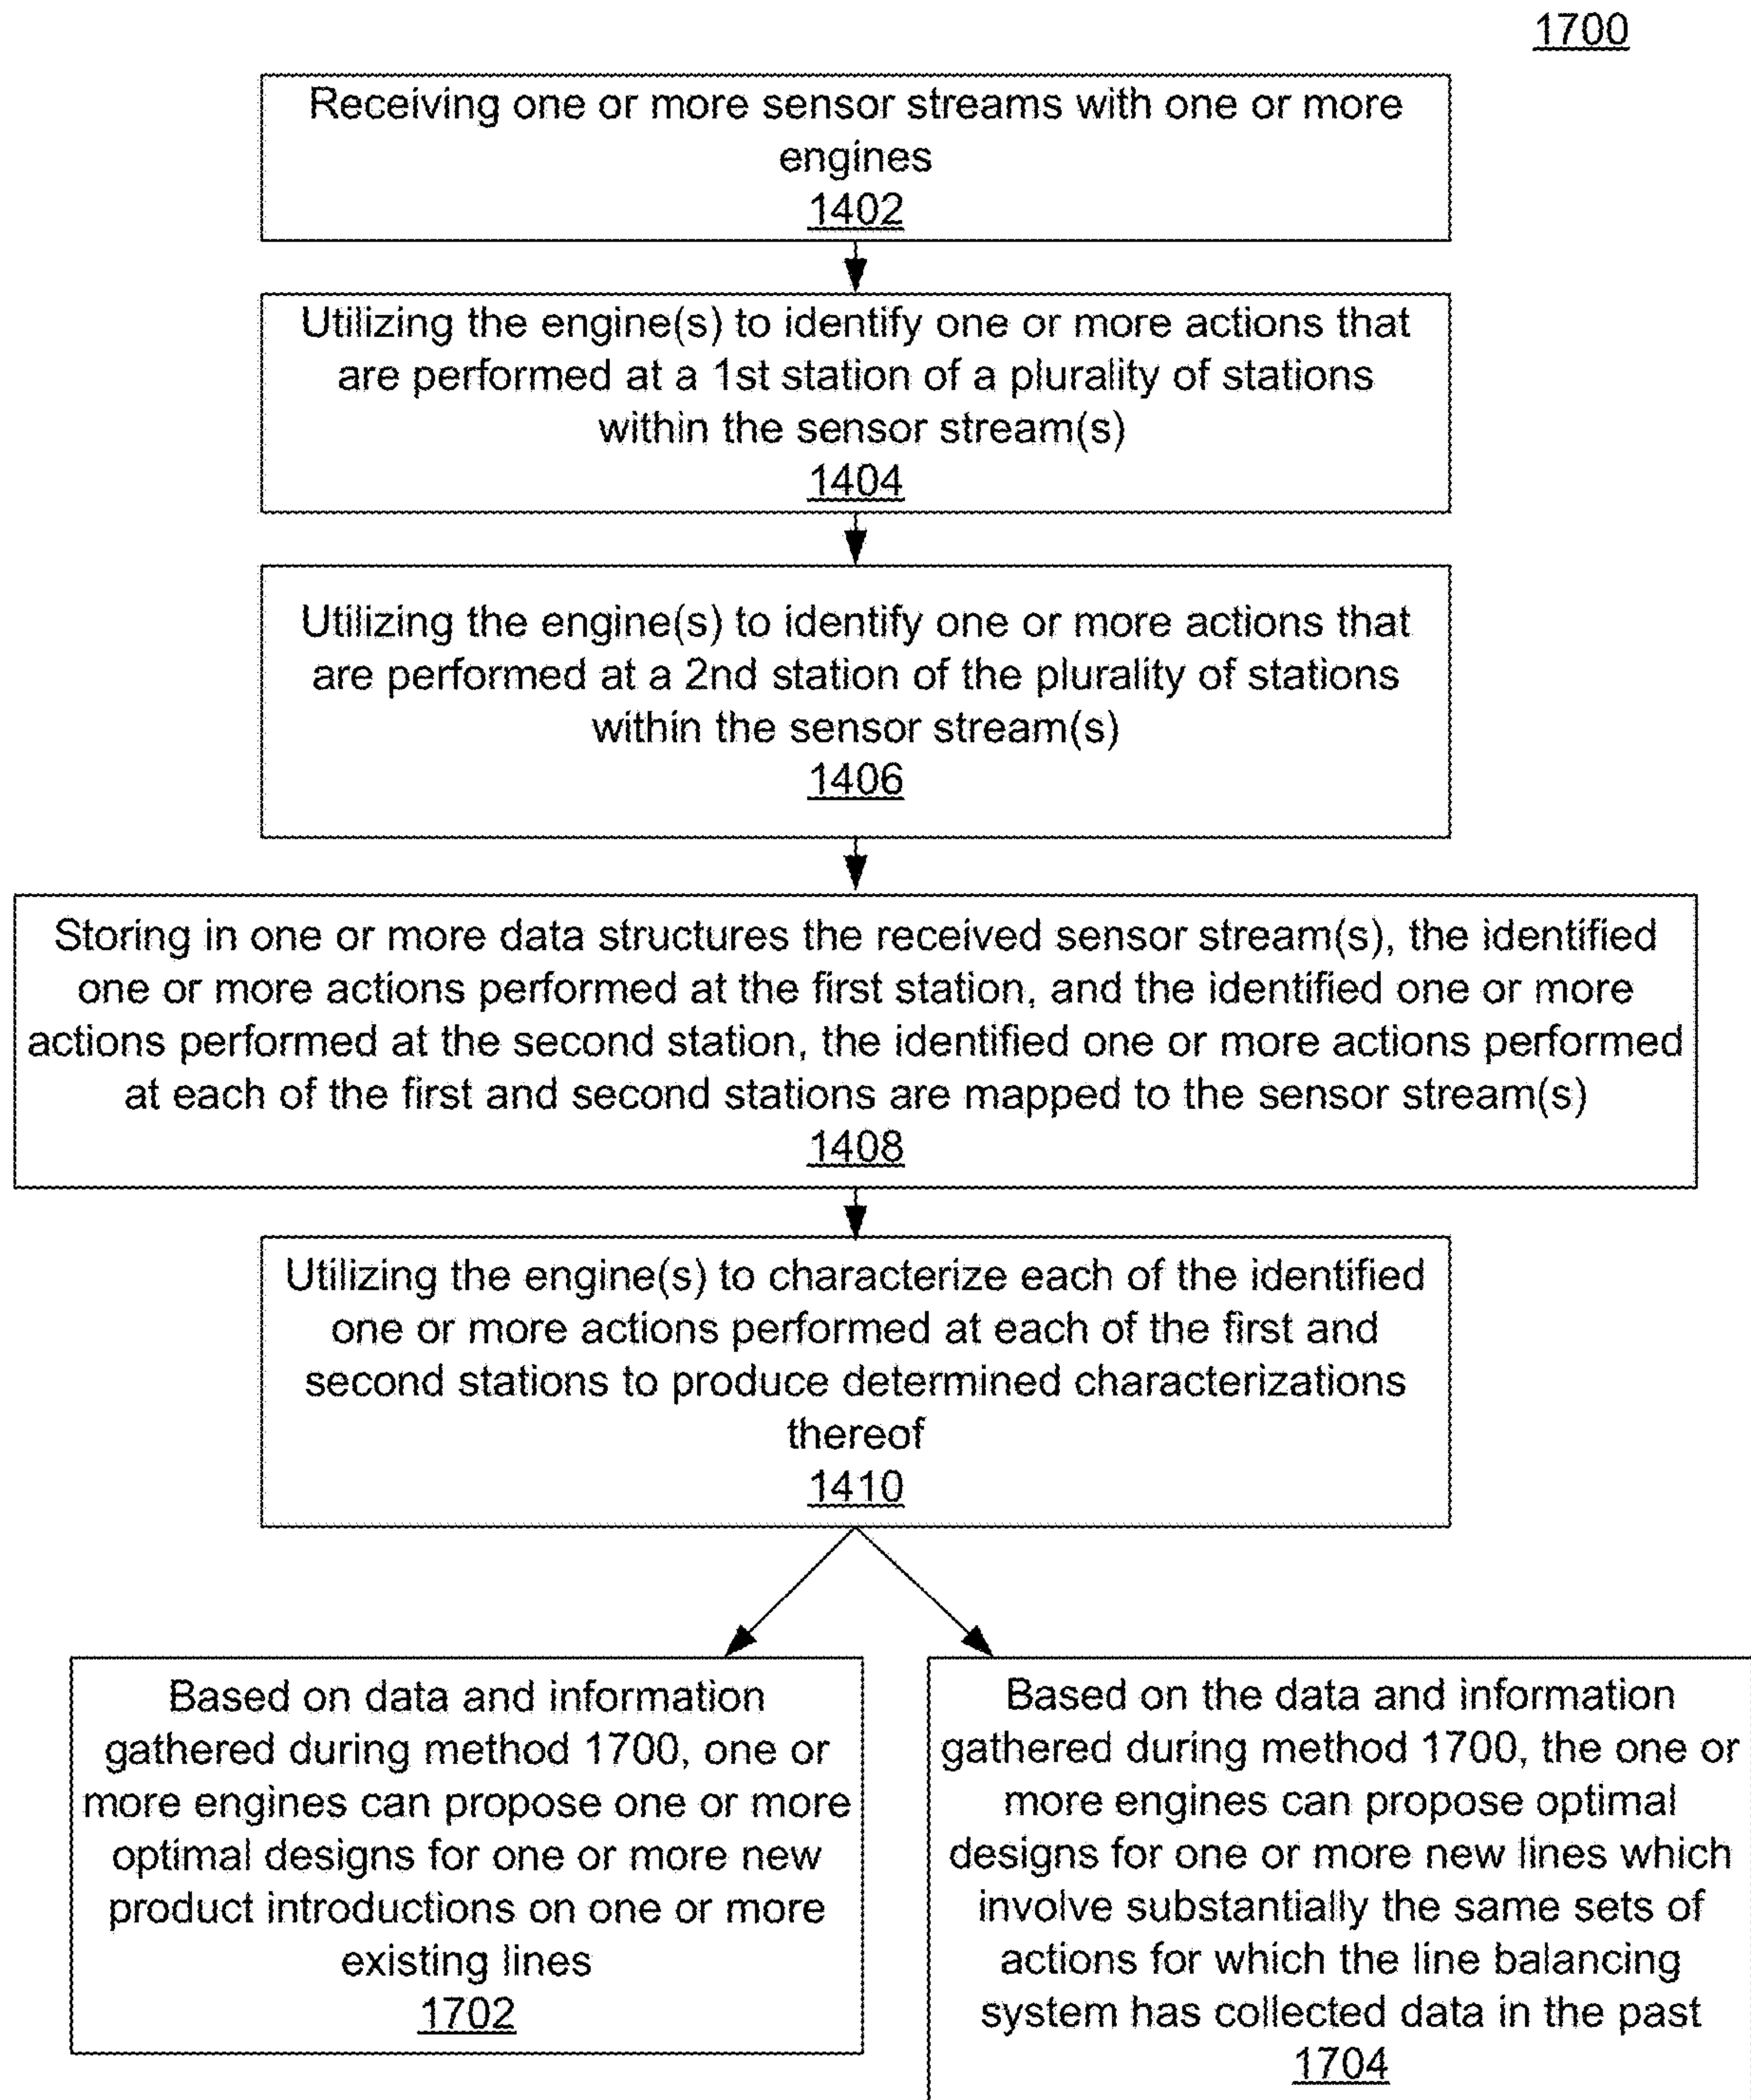 1700
Receiving one or more sensor streams with one or more
engines
1402
Utilizing the engine(s) to identify one or more actions that
are performed at a 1st station of a plurality of stations
within the sensor stream(s)
1404
Utilizing the engine(s) to identify one or more actions that
are performed at a 2nd station of the plurality of stations
within the sensor stream(s)
1406
Storing in one or more data structures the received sensor stream(s), the identified
one or more actions performed at the first station, and the identified one or more
actions performed at the second station, the identified one or more actions performed
at each of the first and second stations are mapped to the sensor stream(s)
1408
Utilizing the engine(s) to characterize each of the identified
one or more actions performed at each of the first and
second stations to produce determined characterizations
thereof
1410
Based on data and information
gathered during method 1700, one or
more engines can propose one or more
optimal designs for one or more new
product introductions on one or more
existing lines
1702
Based on the data and information
gathered during method 1700, the one or
more engines can propose optimal
designs for one or more new lines which
involve substantially the same sets of
actions for which the line balancing
system has collected data in the past
1704